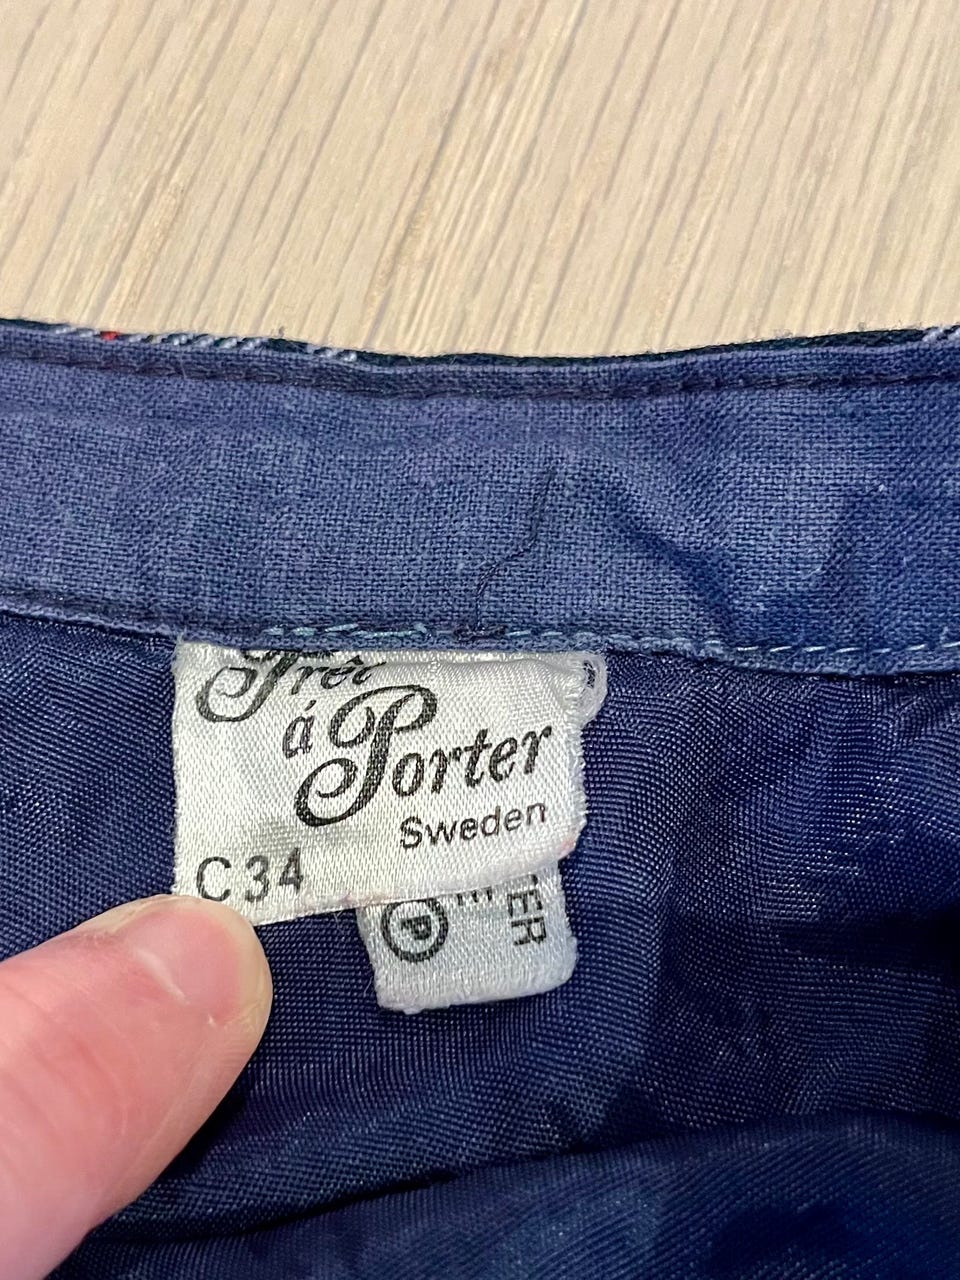 Prêt
á Porter
Sweden
C34
P